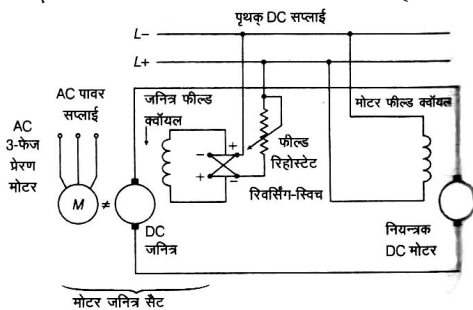 पृथक् DC सप्लाई
L–
L+
AC पावर
सप्लाई
AC
3-फेज
प्रेरण
मोटर
M
≠
जनित्र फील्ड
क्वॉयल
– +
+ –
फील्ड
रिहोस्टेट
रिवर्सिंग-स्विच
मोटर फील्ड क्वॉयल
DC
जनित्र
नियन्त्रक
DC मोटर
मोटर जनित्र सैट